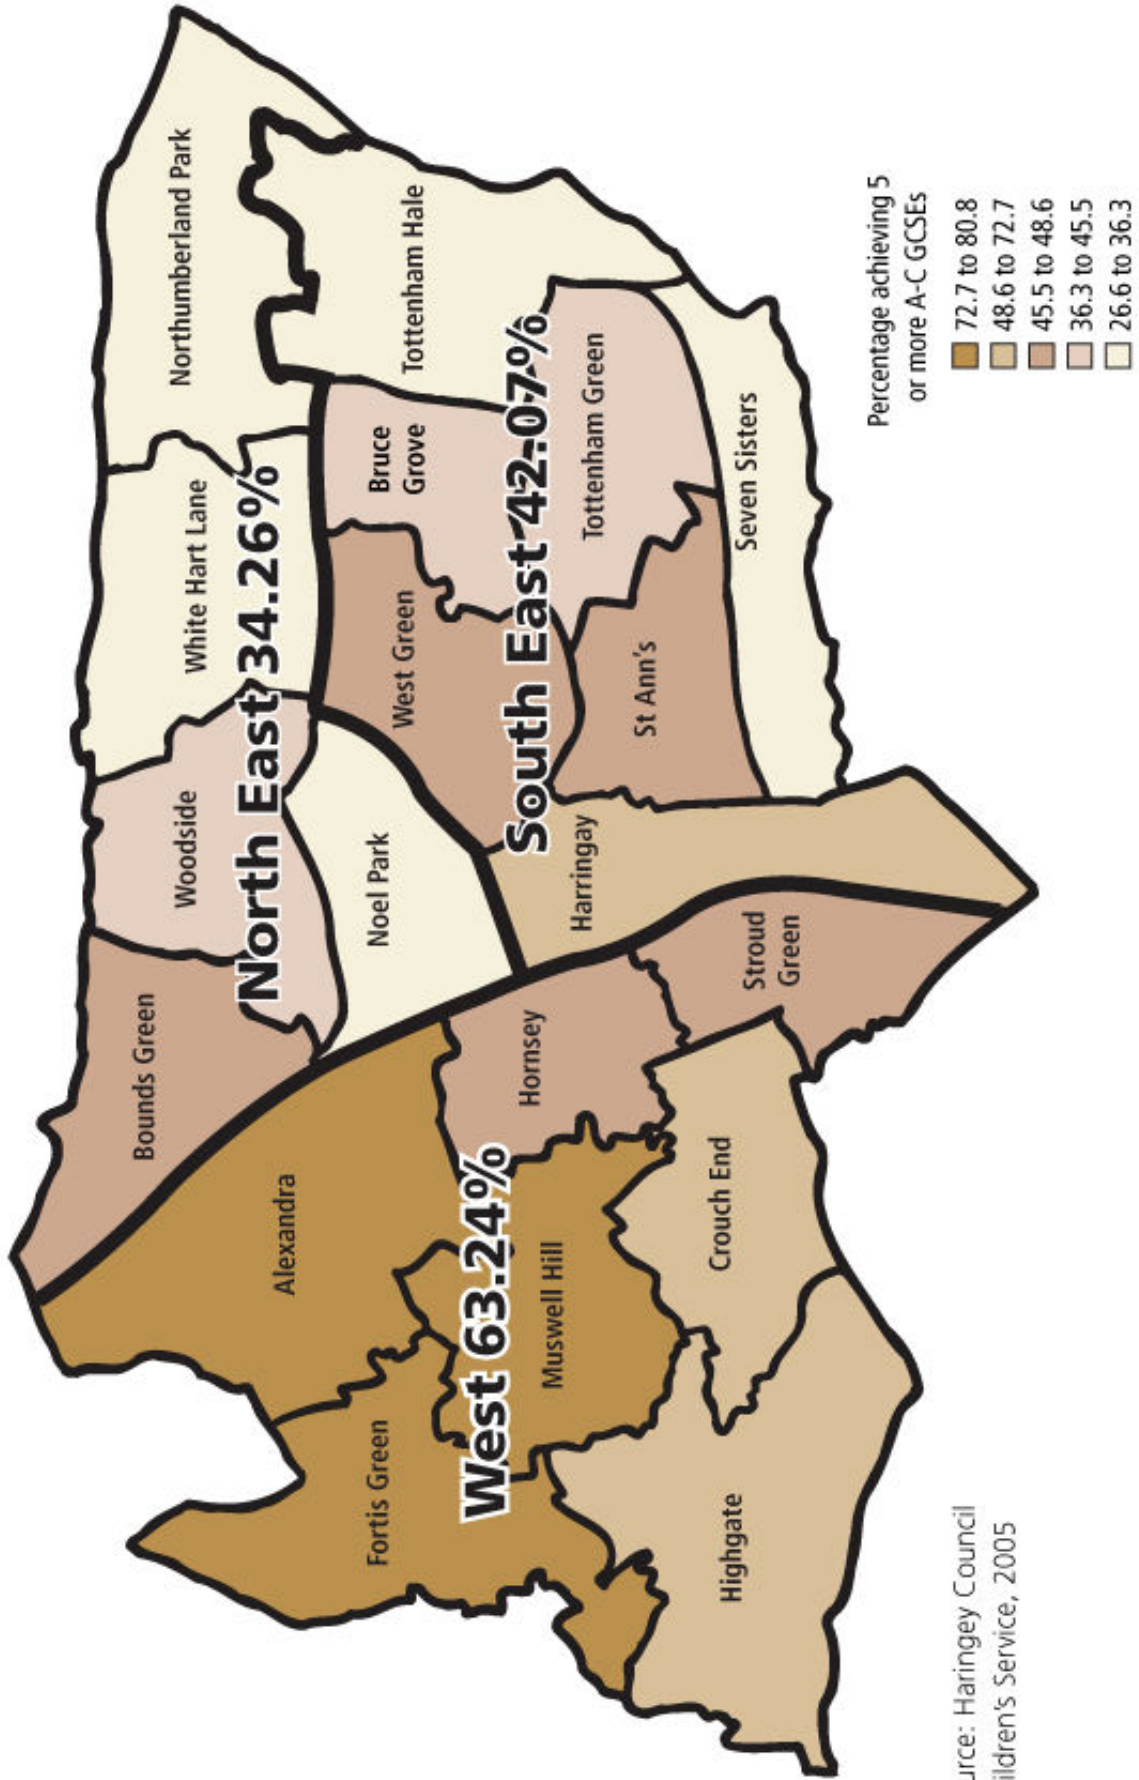 Northumberland Park
White Hart Lane
Woodside
Bounds Green
North East 34.26%
Noel Park
Alexandra
Fortis Green
Tottenham Hale
Bruce
Grove
West Green
South East 42.07%
Tottenham Green
St Ann's
Seven Sisters
Harringay
Stroud
Green
Hornsey
West 63.24%
Muswell Hill
Crouch End
Highgate
Percentage achieving 5
or more A-C GCSEs
72.7 to 80.8
48.6 to 72.7
45.5 to 48.6
36.3 to 45.5
26.6 to 36.3
urce: Haringey Council
ildren's Service, 2005